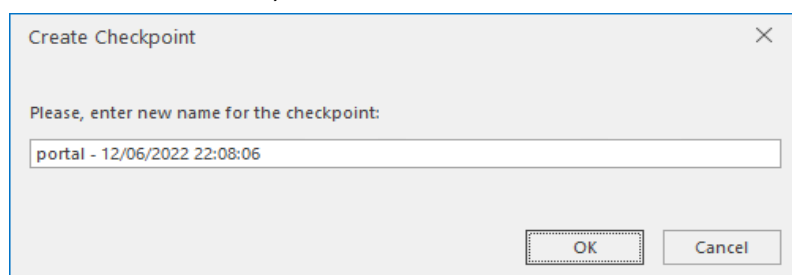 Create Checkpoint
Please, enter new name for the checkpoint:
portal - 12/06/2022 22:08:06
OK Cancel